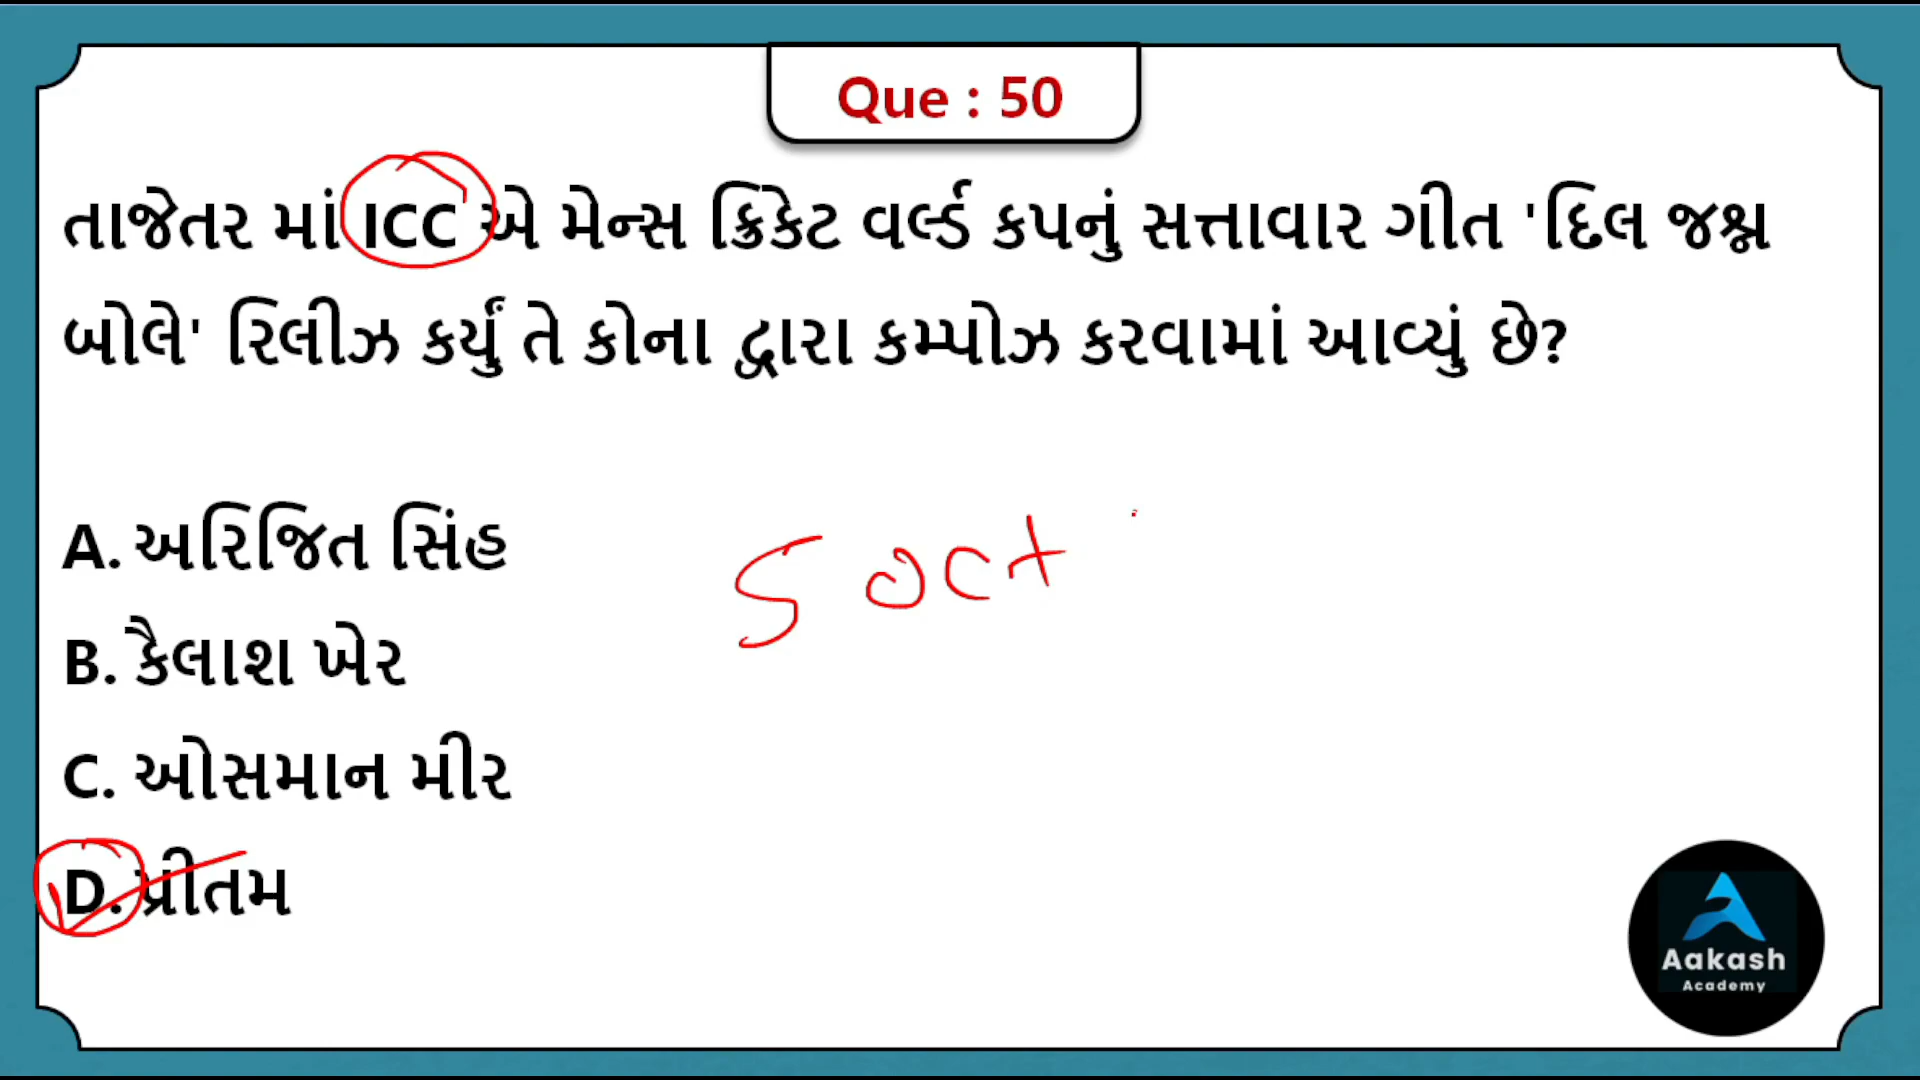 Que : 50
તાજેતર માં ICC એ મેન્સ ક્રિકેટ વર્લ્ડ કપનું સત્તાવાર ગીત 'દિલ જશ્ન
બોલે' રિલીઝ કર્યું તે કોના દ્વારા કમ્પોઝ કરવામાં આવ્યું છે?
A. અરિજિત સિંહ
5 oct
B. કૈલાશ ખેર
C. ઓસમાન મીર
D. પ્રીતમ
Aakash
Academy